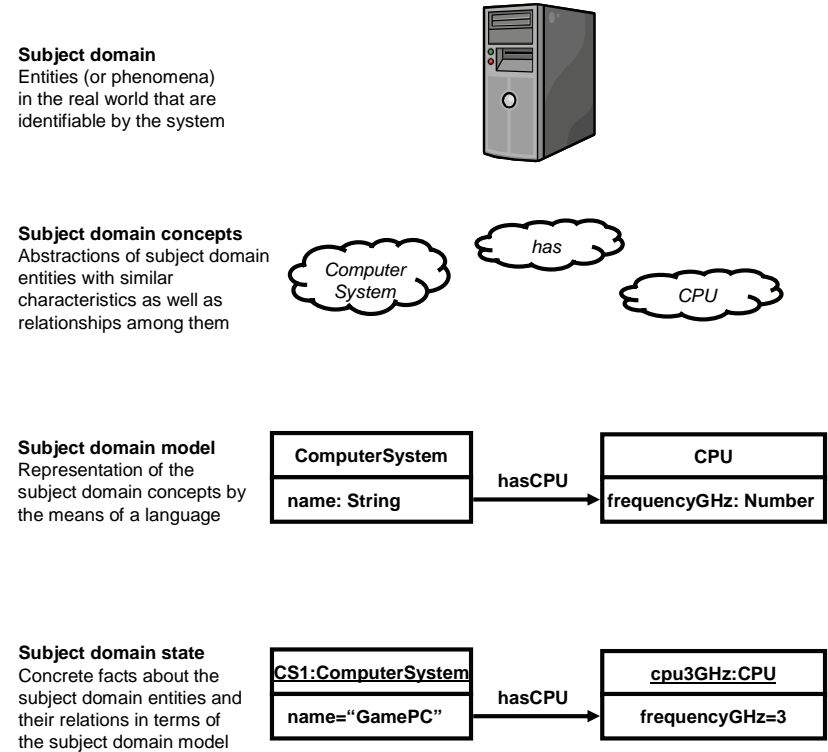 Subject domain
Entities (or phenomena)
in the real world that are
identifiable by the system
Subject domain concepts
Abstractions of subject domain
entities with similar
characteristics as well as
relationships among them
Computer
System
has
CPU
Subject domain model
Representation of the
subject domain concepts by
the means of a language
ComputerSystem
name: String
hasCPU
CPU
frequencyGHz: Number
Subject domain state
Concrete facts about the
subject domain entities and
their relations in terms of
the subject domain model
CS1:ComputerSystem
name=“GamePC”
hasCPU
cpu3GHz:CPU
frequencyGHz=3